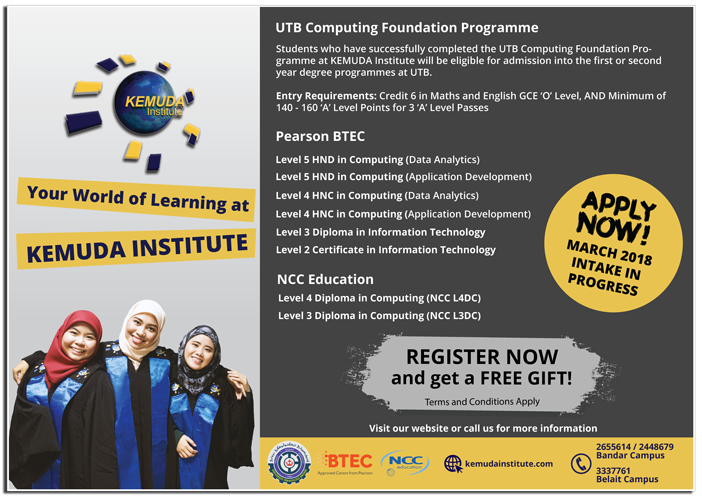 KEMUDA
Institute
Your World of Learning at
KEMUDA INSTITUTE
UTB Computing Foundation Programme
Students who have successfully completed the UTB Computing Foundation Pro-
gramme at KEMUDA Institute will be eligible for admission into the first or second
year degree programmes at UTB.
Entry Requirements: Credit 6 in Maths and English GCE ‘O’ Level, AND Minimum of
140 - 160 ‘A’ Level Points for 3 ‘A’ Level Passes
Pearson BTEC
Level 5 HND in Computing (Data Analytics)
Level 5 HND in Computing (Application Development)
Level 4 HNC in Computing (Data Analytics)
Level 4 HNC in Computing (Application Development)
Level 3 Diploma in Information Technology
Level 2 Certificate in Information Technology
APPLY
NOW!
MARCH 2018
INTAKE IN
PROGRESS
NCC Education
Level 4 Diploma in Computing (NCC L4DC)
Level 3 Diploma in Computing (NCC L3DC)
REGISTER NOW
and get a FREE GIFT!
Terms and Conditions Apply
Visit our website or call us for more information
BTEC
Approved Centre from Pearson
NCC
education
kemudainstitute.com
2655614 / 2448679
Bandar Campus
3337761
Belait Campus